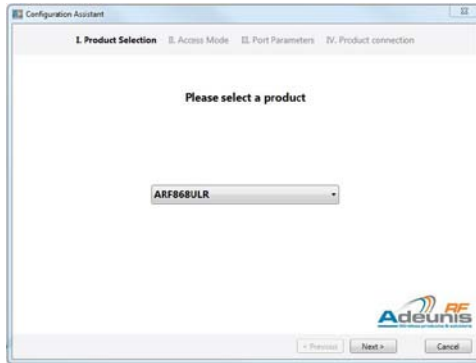 Configuration Assistant
I. Product Selection II. Access Mode III. Port Parameters IV. Product connection
Please select a product
ARF868ULR
Adeunis RF
< Previous Next > Cancel